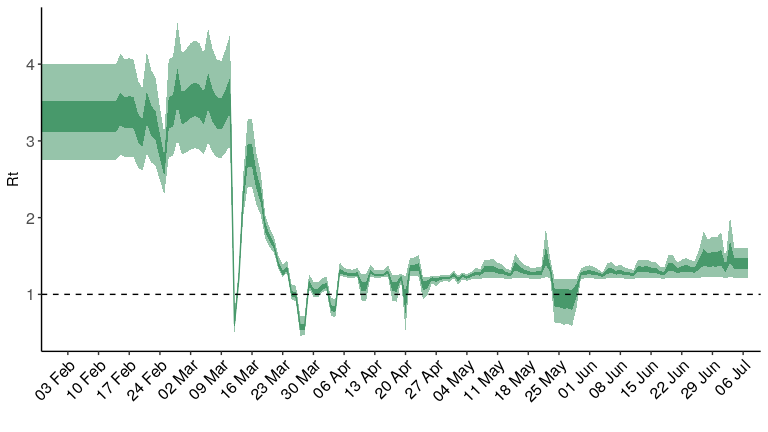 4
3
2
1
Rt
03 Feb
10 Feb
17 Feb
24 Feb
02 Mar
09 Mar
16 Mar
23 Mar
30 Mar
06 Apr
13 Apr
20 Apr
27 Apr
04 May
11 May
18 May
25 May
01 Jun
08 Jun
15 Jun
22 Jun
29 Jun
06 Jul